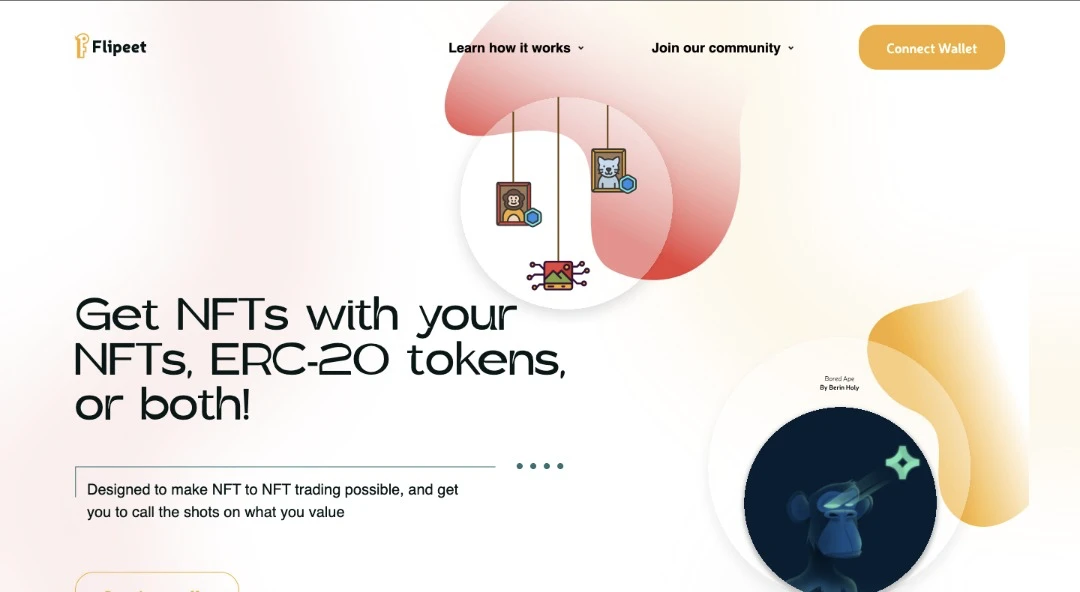 Flipeet
Learn how it works
Join our community
Connect Wallet
Get NFTs with your
NFTs, ERC-20 tokens,
or both!
Designed to make NFT to NFT trading possible, and get
you to call the shots on what you value
Bored Ape
By Berin Holy